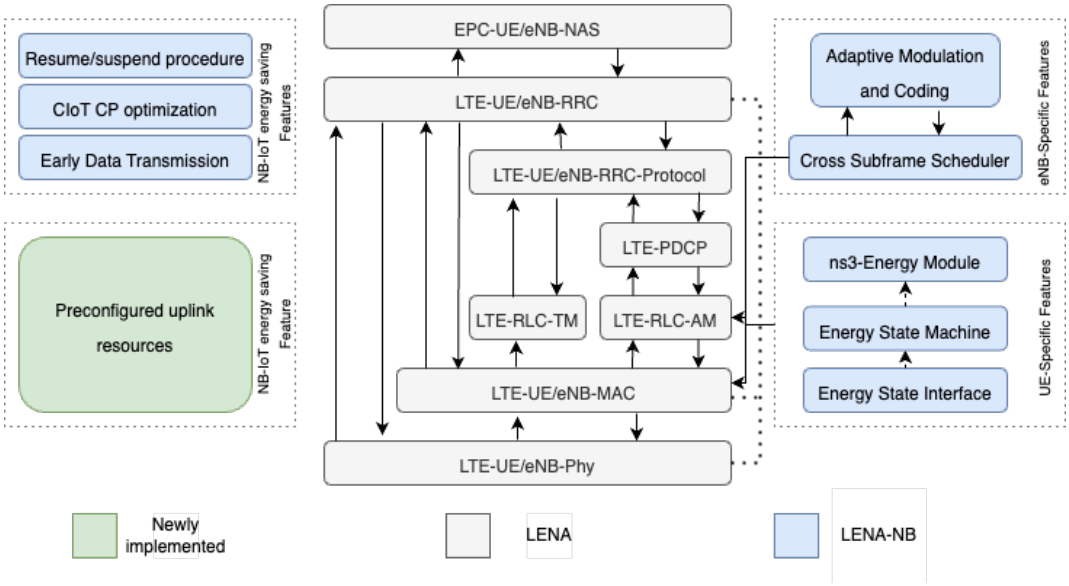 Resume/suspend procedure
CIoT CP optimization
Early Data Transmission
NB-IoT energy saving
Features
Preconfigured uplink
resources
NB-IoT energy saving
Feature
EPC-UE/eNB-NAS
LTE-UE/eNB-RRC
LTE-UE/eNB-RRC-Protocol
LTE-PDCP
LTE-RLC-TM
LTE-RLC-AM
LTE-UE/eNB-MAC
LTE-UE/eNB-Phy
Adaptive Modulation
and Coding
Cross Subframe Scheduler
eNB-Specific Features
ns3-Energy Module
Energy State Machine
Energy State Interface
UE-Specific Features
Newly
implemented
LENA
LENA-NB